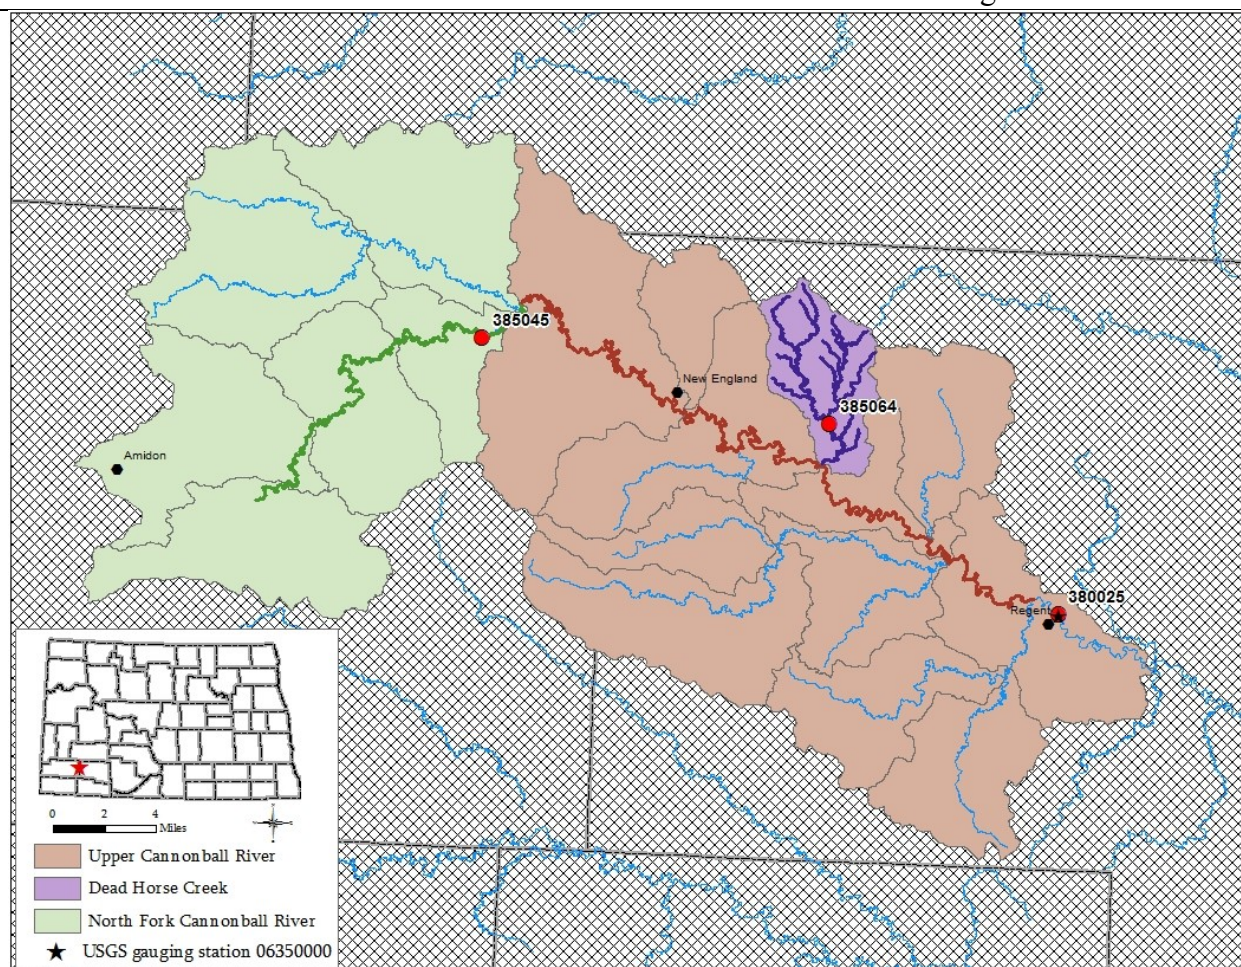 385045
New England
385064
Amidon
380025
Regent
0 2 4
Miles
Upper Cannonball River
Dead Horse Creek
North Fork Cannonball River
USGS gauging station 06350000